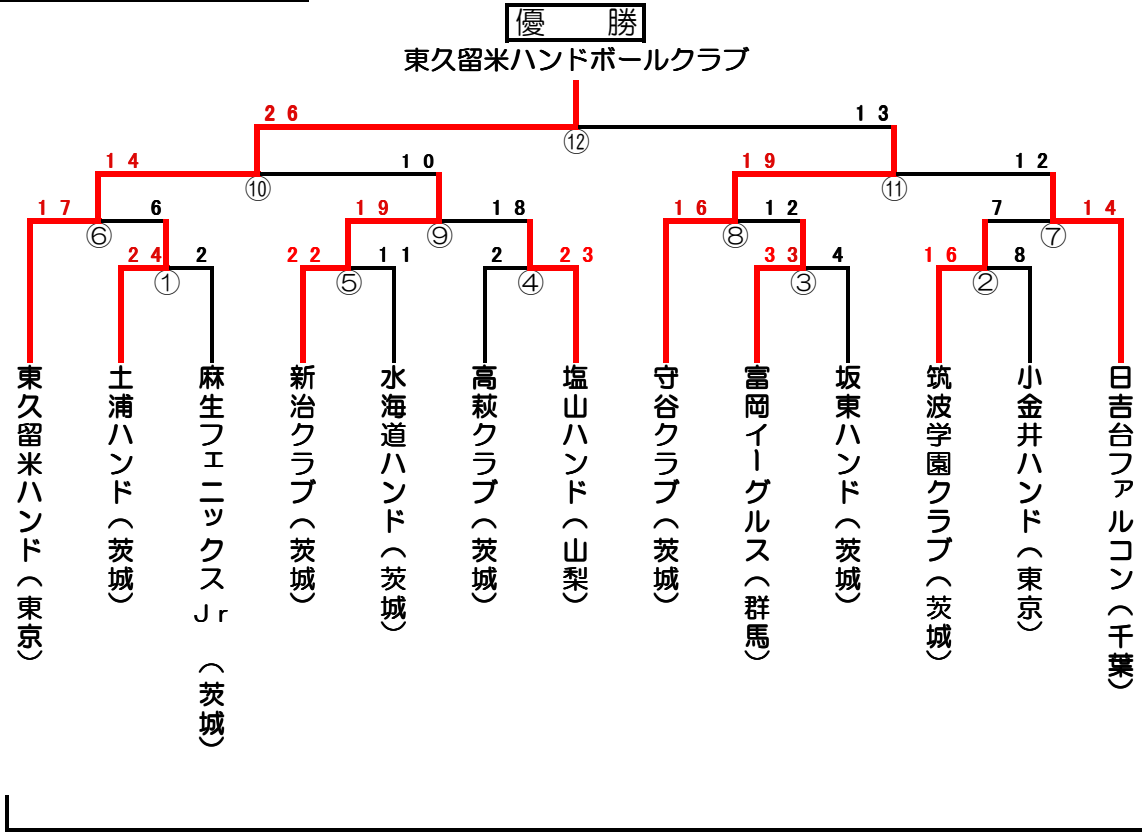 優　勝
東久留米ハンドボールクラブ
２６ １３
⑫
１４ １０ １９ １２
⑩ ⑪
１７ ６ １９ １８ １６ １２ ７ １４
⑥ ⑨ ⑧ ⑦
２４ ２ ２２ １１ ２ ２３ ３３ ４ １６ ８
① ⑤ ④ ③ ②
東久留米ハンド（東京）
土浦ハンド（茨城）
麻生フェニックスＪｒ　（茨城）
新治クラブ（茨城）
水海道ハンド（茨城）
高萩クラブ（茨城）
塩山ハンド（山梨）
守谷クラブ（茨城）
富岡イーグルス（群馬）
坂東ハンド（茨城）
筑波学園クラブ（茨城）
小金井ハンド（東京）
日吉台ファルコン（千葉）